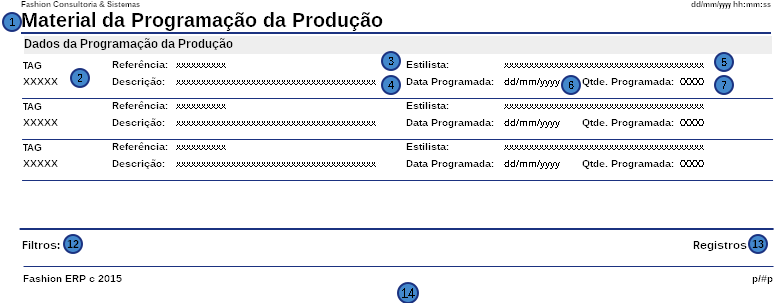 Fashion Consultoria & Sistemas dd/mm/yyyy hh:mm:ss
1 Material da Programação da Produção
Dados da Programação da Produção
TAG Referência: xxxxxxxxxx 3 Estilista: xxxxxxxxxxxxxxxxxxxxxxxxxxxxxxxxxxxxxxxx 5
XXXXX 2 Descrição: xxxxxxxxxxxxxxxxxxxxxxxxxxxxxxxxxxxxxxxx 4 Data Programada: dd/mm/yyyy 6 Qtde. Programada: XXXX 7
TAG Referência: xxxxxxxxxx Estilista: xxxxxxxxxxxxxxxxxxxxxxxxxxxxxxxxxxxxxxxx
XXXXX Descrição: xxxxxxxxxxxxxxxxxxxxxxxxxxxxxxxxxxxxxxxx Data Programada: dd/mm/yyyy Qtde. Programada: XXXX
TAG Referência: xxxxxxxxxx Estilista: xxxxxxxxxxxxxxxxxxxxxxxxxxxxxxxxxxxxxxxx
XXXXX Descrição: xxxxxxxxxxxxxxxxxxxxxxxxxxxxxxxxxxxxxxxx Data Programada: dd/mm/yyyy Qtde. Programada: XXXX
Filtros: 12 Registros 13
Fashion ERP c 2015 p/#p
14